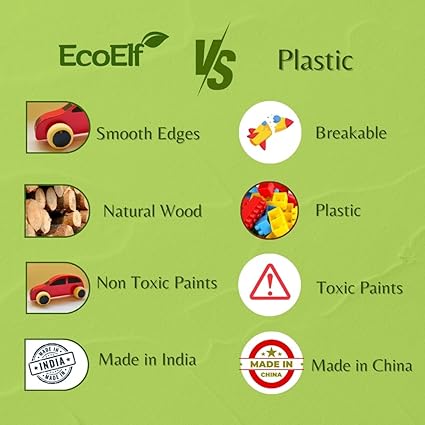 EcoElf VS Plastic
Smooth Edges Breakable
Natural Wood Plastic
Non Toxic Paints Toxic Paints
MADE IN
INDIA
MADE IN
Made in India
MADE IN
CHINA
Made in China